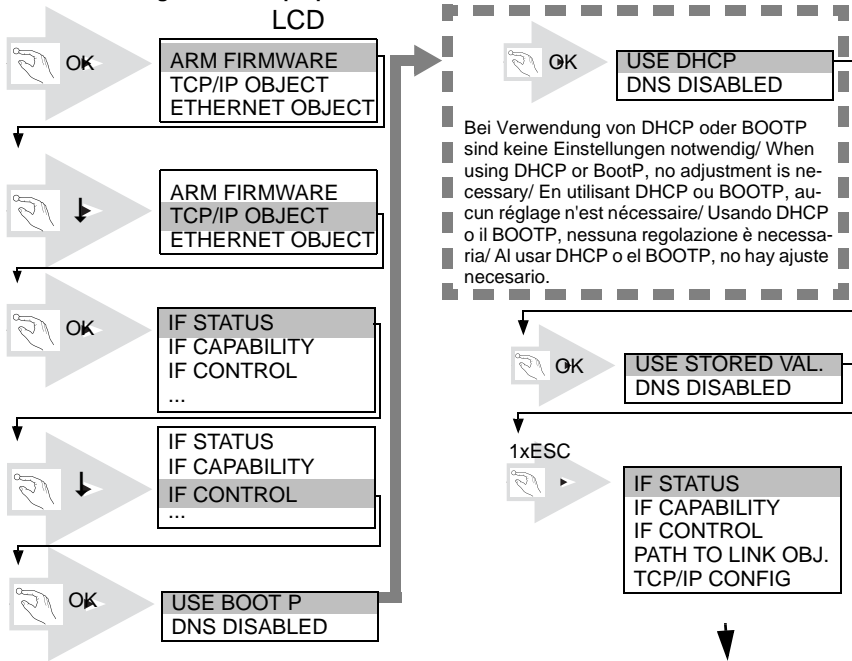 LCD
OK
ARM FIRMWARE
TCP/IP OBJECT
ETHERNET OBJECT
ARM FIRMWARE
TCP/IP OBJECT
ETHERNET OBJECT
OK
IF STATUS
IF CAPABILITY
IF CONTROL
...
IF STATUS
IF CAPABILITY
IF CONTROL
...
OK
USE BOOT P
DNS DISABLED
OK
USE DHCP
DNS DISABLED
Bei Verwendung von DHCP oder BOOTP
sind keine Einstellungen notwendig/ When
using DHCP or BootP, no adjustment is ne-
cessary/ En utilisant DHCP ou BOOTP, au-
cun réglage n'est nécessaire/ Usando DHCP
o il BOOTP, nessuna regolazione è necessa-
ria/ Al usar DHCP o el BOOTP, no hay ajuste
necesario.
OK
USE STORED VAL.
DNS DISABLED
1xESC
IF STATUS
IF CAPABILITY
IF CONTROL
PATH TO LINK OBJ.
TCP/IP CONFIG